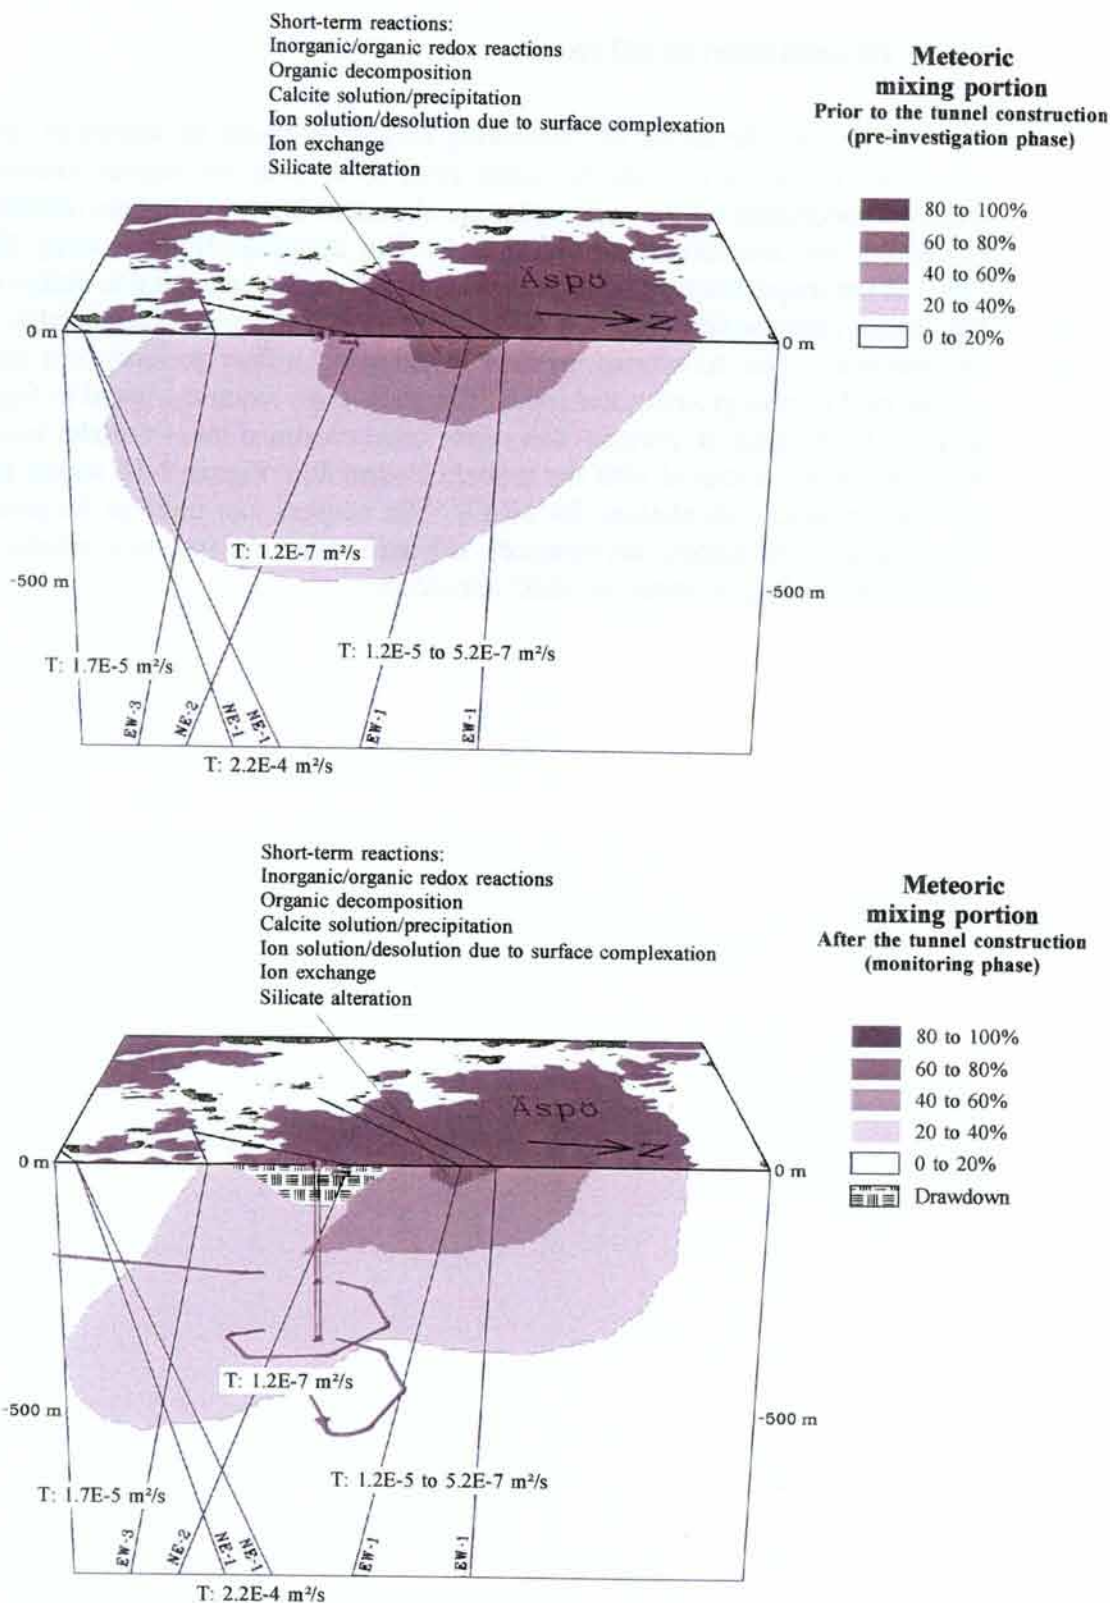 Short-term reactions:
Inorganic/organic redox reactions
Organic decomposition
Calcite solution/precipitation
Ion solution/desolution due to surface complexation
Ion exchange
Silicate alteration
Meteoric
mixing portion
Prior to the tunnel construction
(pre-investigation phase)
80 to 100%
60 to 80%
40 to 60%
20 to 40%
0 to 20%
Äspö
N
0 m
0 m
T: 1.2E-7 m²/s
-500 m
-500 m
T: 1.7E-5 m²/s
T: 1.2E-5 to 5.2E-7 m²/s
EW-3
NE-2
NE-1
NE-1
EW-1
EW-1
T: 2.2E-4 m²/s
Short-term reactions:
Inorganic/organic redox reactions
Organic decomposition
Calcite solution/precipitation
Ion solution/desolution due to surface complexation
Ion exchange
Silicate alteration
Meteoric
mixing portion
After the tunnel construction
(monitoring phase)
80 to 100%
60 to 80%
40 to 60%
20 to 40%
0 to 20%
Drawdown
Äspö
N
0 m
0 m
T: 1.2E-7 m²/s
-500 m
-500 m
T: 1.7E-5 m²/s
T: 1.2E-5 to 5.2E-7 m²/s
EW-3
NE-2
NE-1
NE-1
EW-1
EW-1
T: 2.2E-4 m²/s